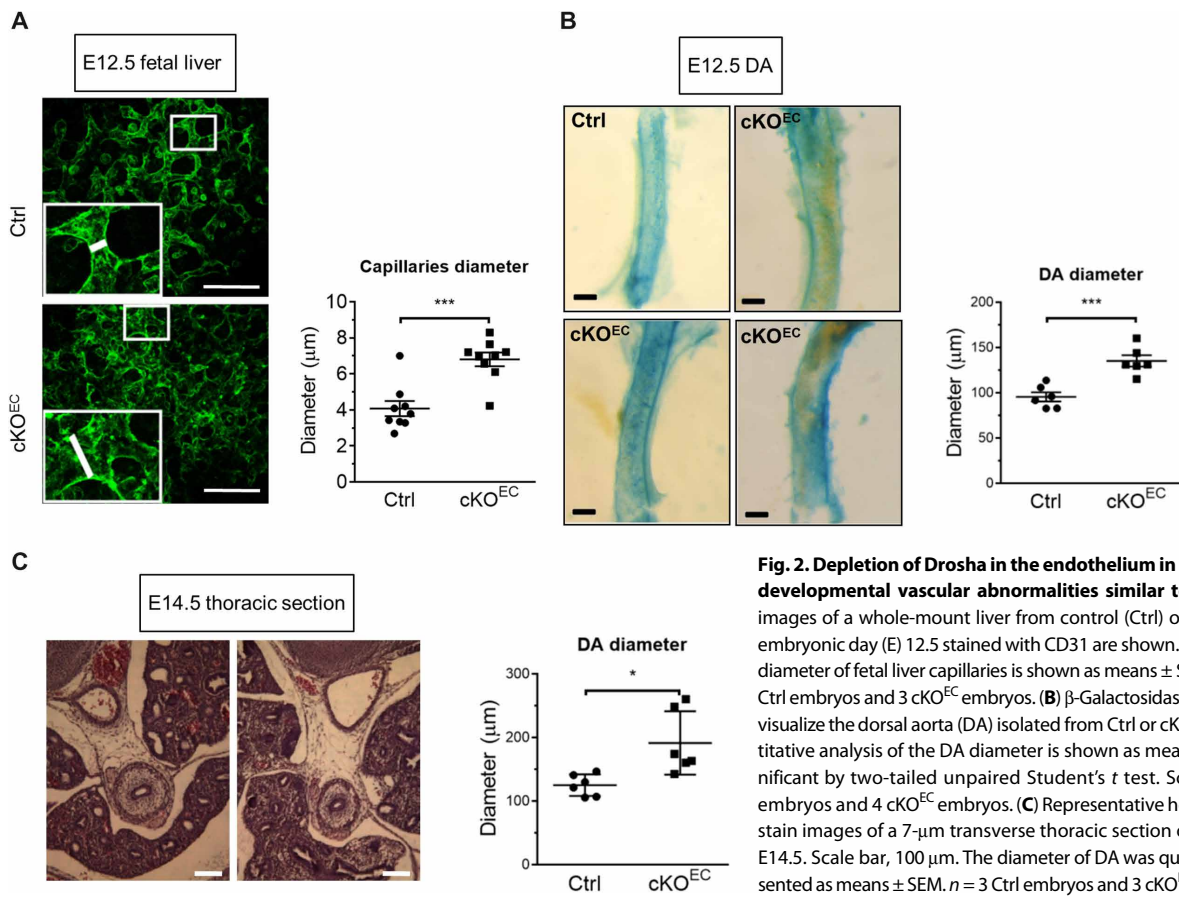 A
E12.5 fetal liver
Ctrl
cKO^EC
Capillaries diameter
***
Diameter (μm)
10
8
6
4
2
0
Ctrl
cKO^EC
B
E12.5 DA
Ctrl
cKO^EC
cKO^EC
cKO^EC
DA diameter
***
Diameter (μm)
200
150
100
50
0
Ctrl
cKO^EC
C
E14.5 thoracic section
DA diameter
*
Diameter (μm)
300
200
100
0
Ctrl
cKO^EC
Fig. 2. Depletion of Drosha in the endothelium in
developmental vascular abnormalities similar t
images of a whole-mount liver from control (Ctrl) o
embryonic day (E) 12.5 stained with CD31 are shown.
diameter of fetal liver capillaries is shown as means ± S
Ctrl embryos and 3 cKO^EC embryos. (B) β-Galactosidas
visualize the dorsal aorta (DA) isolated from Ctrl or cK
titative analysis of the DA diameter is shown as mea
nificant by two-tailed unpaired Student's t test. Sc
embryos and 4 cKO^EC embryos. (C) Representative h
stain images of a 7-μm transverse thoracic section
E14.5. Scale bar, 100 μm. The diameter of DA was qu
sented as means ± SEM. n = 3 Ctrl embryos and 3 cKO